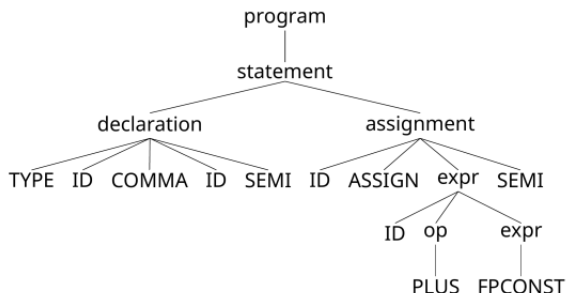 program
statement
declaration assignment
TYPE ID COMMA ID SEMI ID ASSIGN expr SEMI
ID op expr
PLUS FPCONST